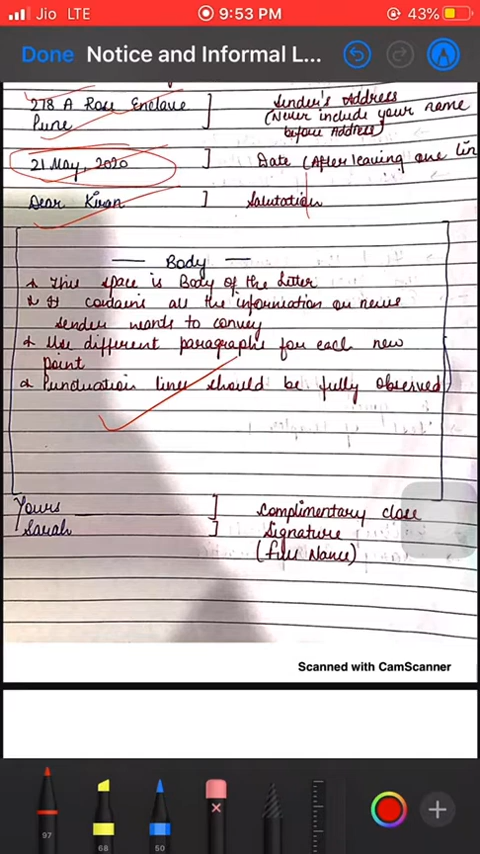 Jio LTE 9:53 PM 43%
Done Notice and Informal L...
278 A Rose Enclave ] Sender's Address
Pune (Never include your name
before Address)
21 May, 2020 ] Date (After leaving one lin
Dear Kiran ] Salutation
— Body —
* This space is Body of the Letter
* It contains all the information or news
sender wants to convey
* Use different paragraphs for each new
point
* Punctuation lines should be fully observed
Yours ] Complimentary close
Sarah ] Signature
(Full Name)
Scanned with CamScanner
97 68 50